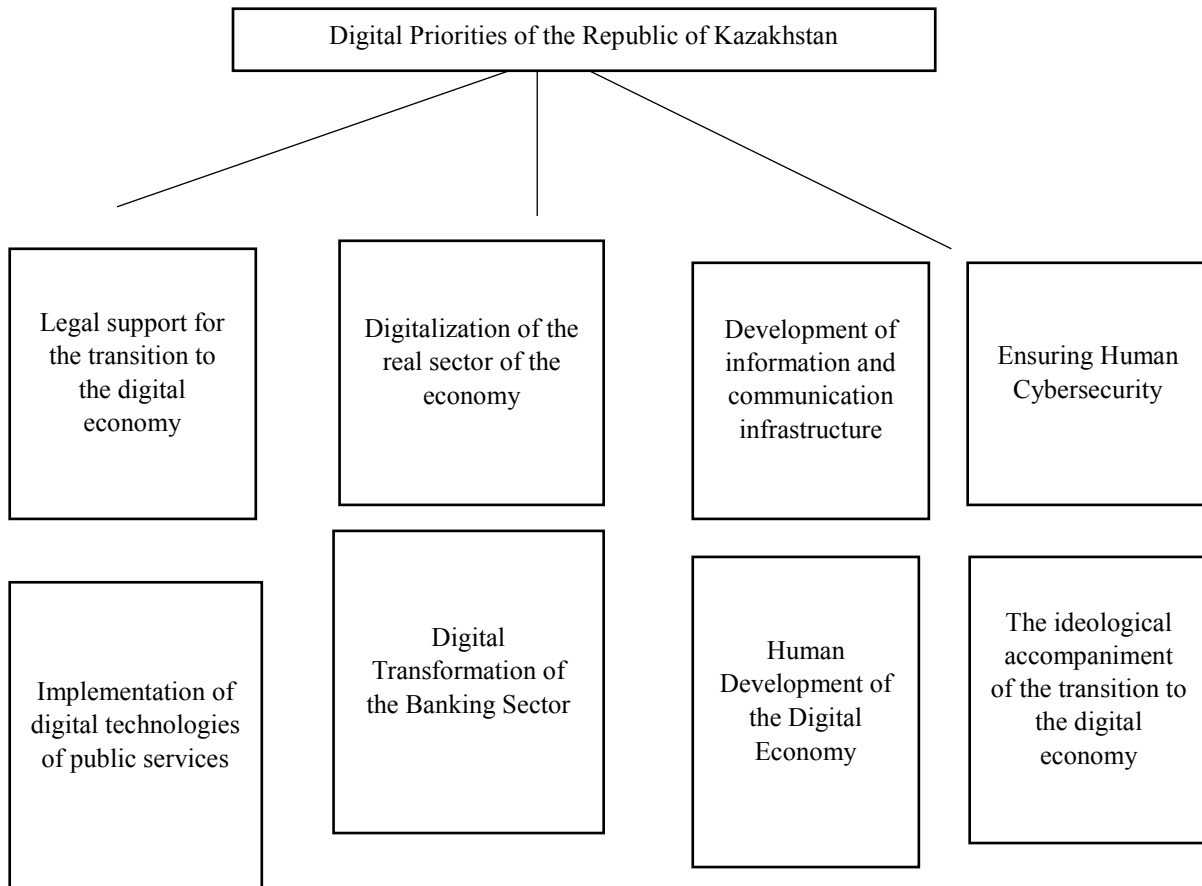 Digital Priorities of the Republic of Kazakhstan
Legal support for
the transition to
the digital
economy
Digitalization of the
real sector of the
economy
Development of
information and
communication
infrastructure
Ensuring Human
Cybersecurity
Implementation of
digital technologies
of public services
Digital
Transformation of
the Banking Sector
Human
Development of
the Digital
Economy
The ideological
accompaniment
of the transition to
the digital
economy